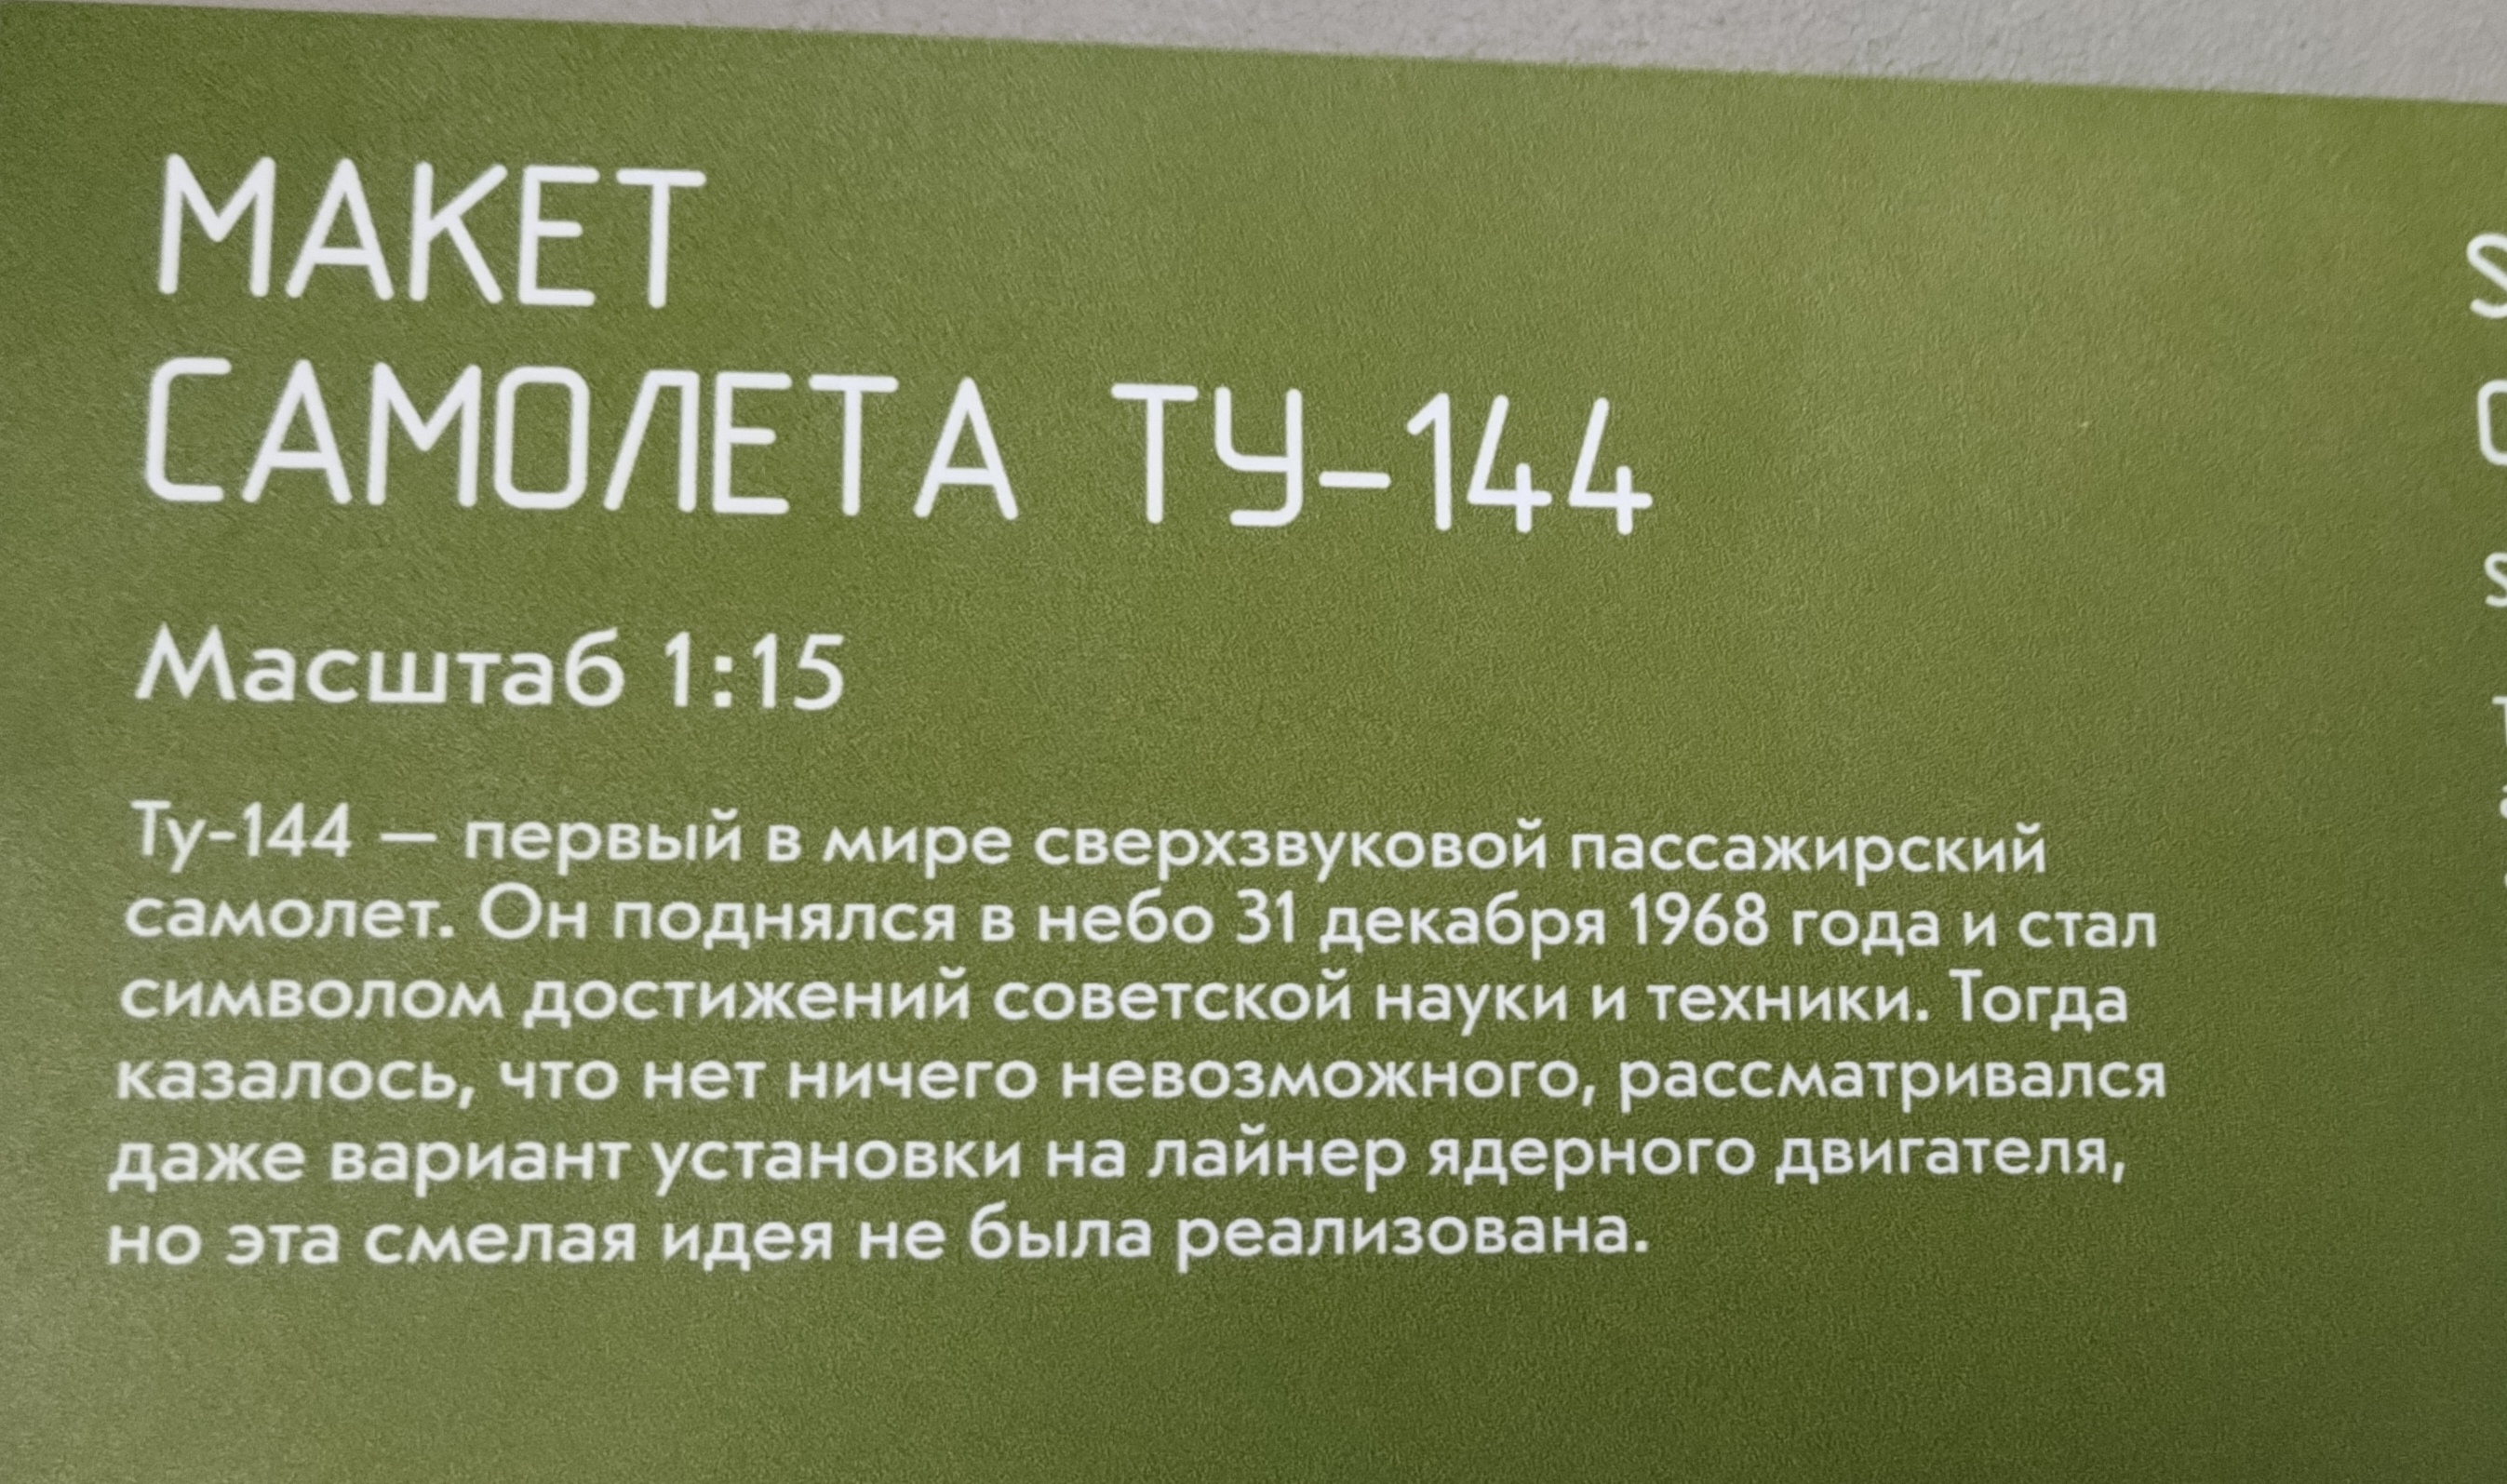 МАКЕТ
САМОЛЕТА ТУ-144
Масштаб 1:15
Ту-144 — первый в мире сверхзвуковой пассажирский
самолет. Он поднялся в небо 31 декабря 1968 года и стал
символом достижений советской науки и техники. Тогда
казалось, что нет ничего невозможного, рассматривался
даже вариант установки на лайнер ядерного двигателя,
но эта смелая идея не была реализована.